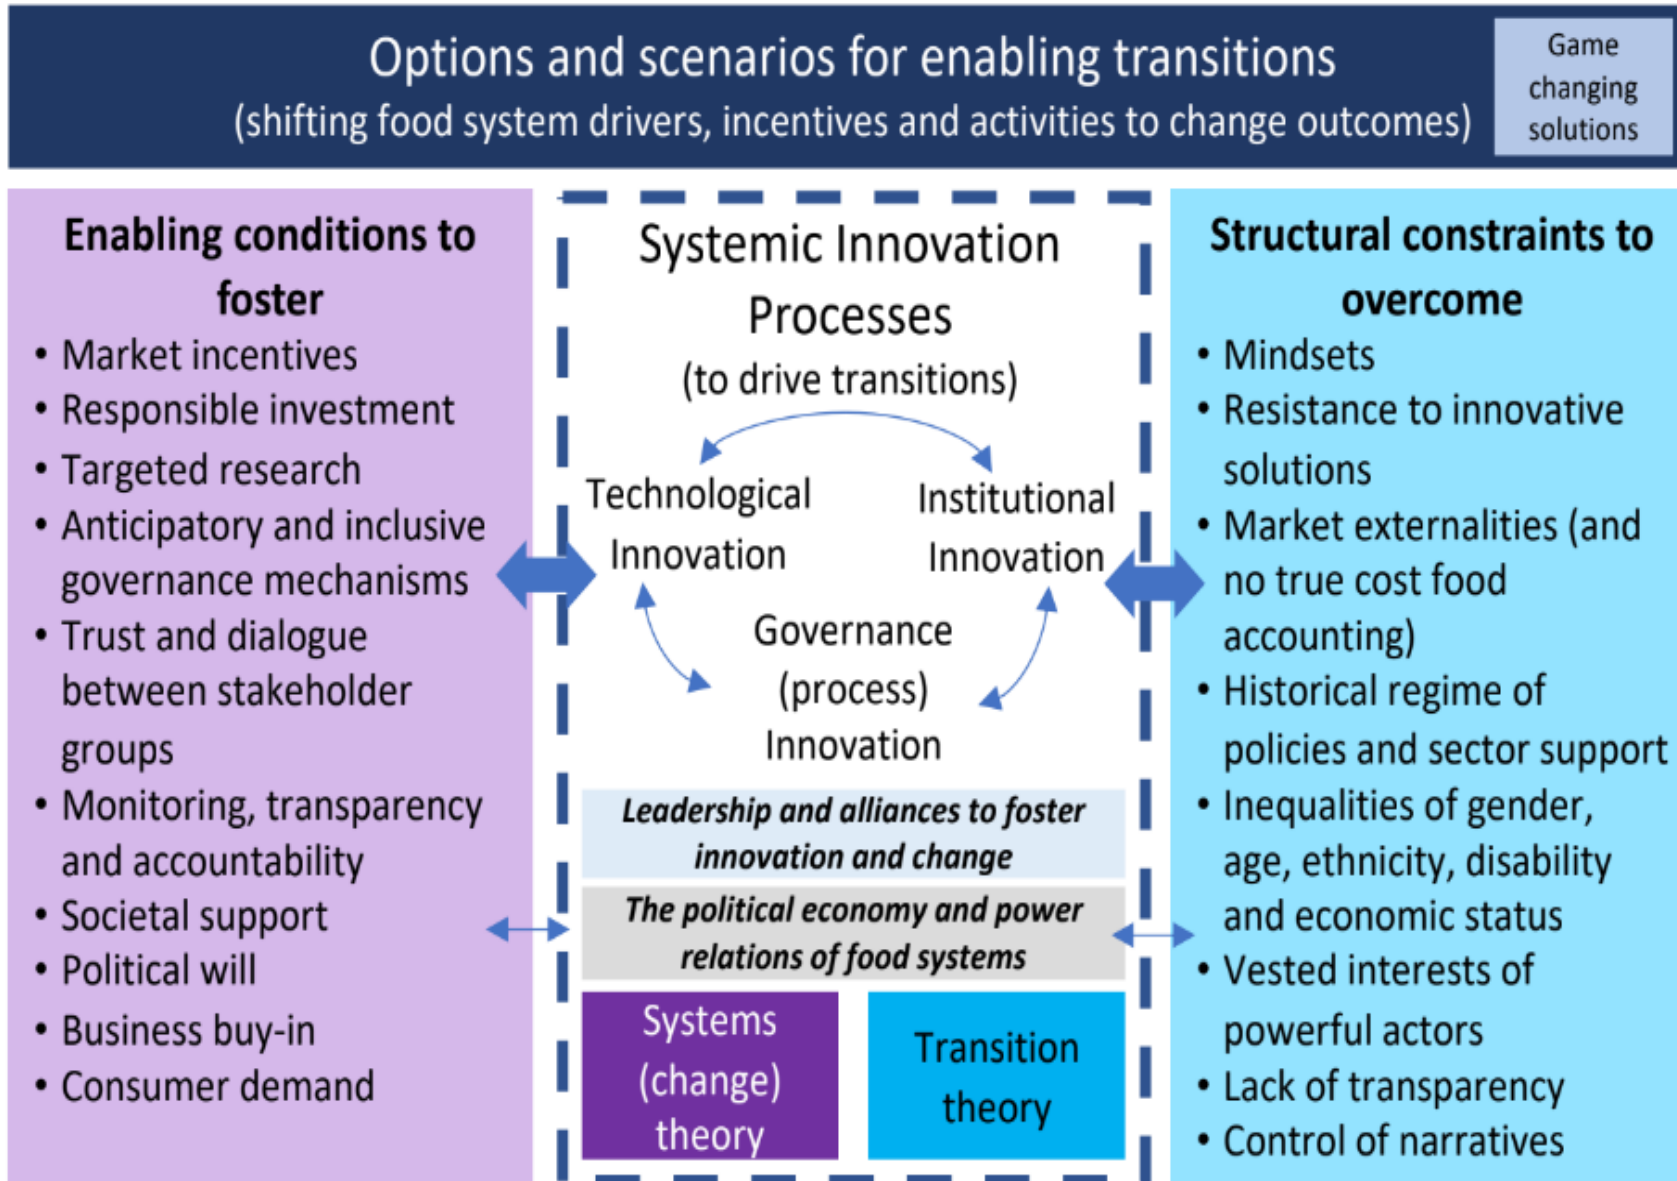 Options and scenarios for enabling transitions
(shifting food system drivers, incentives and activities to change outcomes)
Game
changing
solutions
Enabling conditions to
foster
• Market incentives
• Responsible investment
• Targeted research
• Anticipatory and inclusive
governance mechanisms
• Trust and dialogue
between stakeholder
groups
• Monitoring, transparency
and accountability
• Societal support
• Political will
• Business buy-in
• Consumer demand
Systemic Innovation
Processes
(to drive transitions)
Technological
Innovation
Institutional
Innovation
Governance
(process)
Innovation
Leadership and alliances to foster
innovation and change
The political economy and power
relations of food systems
Systems
(change)
theory
Transition
theory
Structural constraints to
overcome
• Mindsets
• Resistance to innovative
solutions
• Market externalities (and
no true cost food
accounting)
• Historical regime of
policies and sector support
• Inequalities of gender,
age, ethnicity, disability
and economic status
• Vested interests of
powerful actors
• Lack of transparency
• Control of narratives